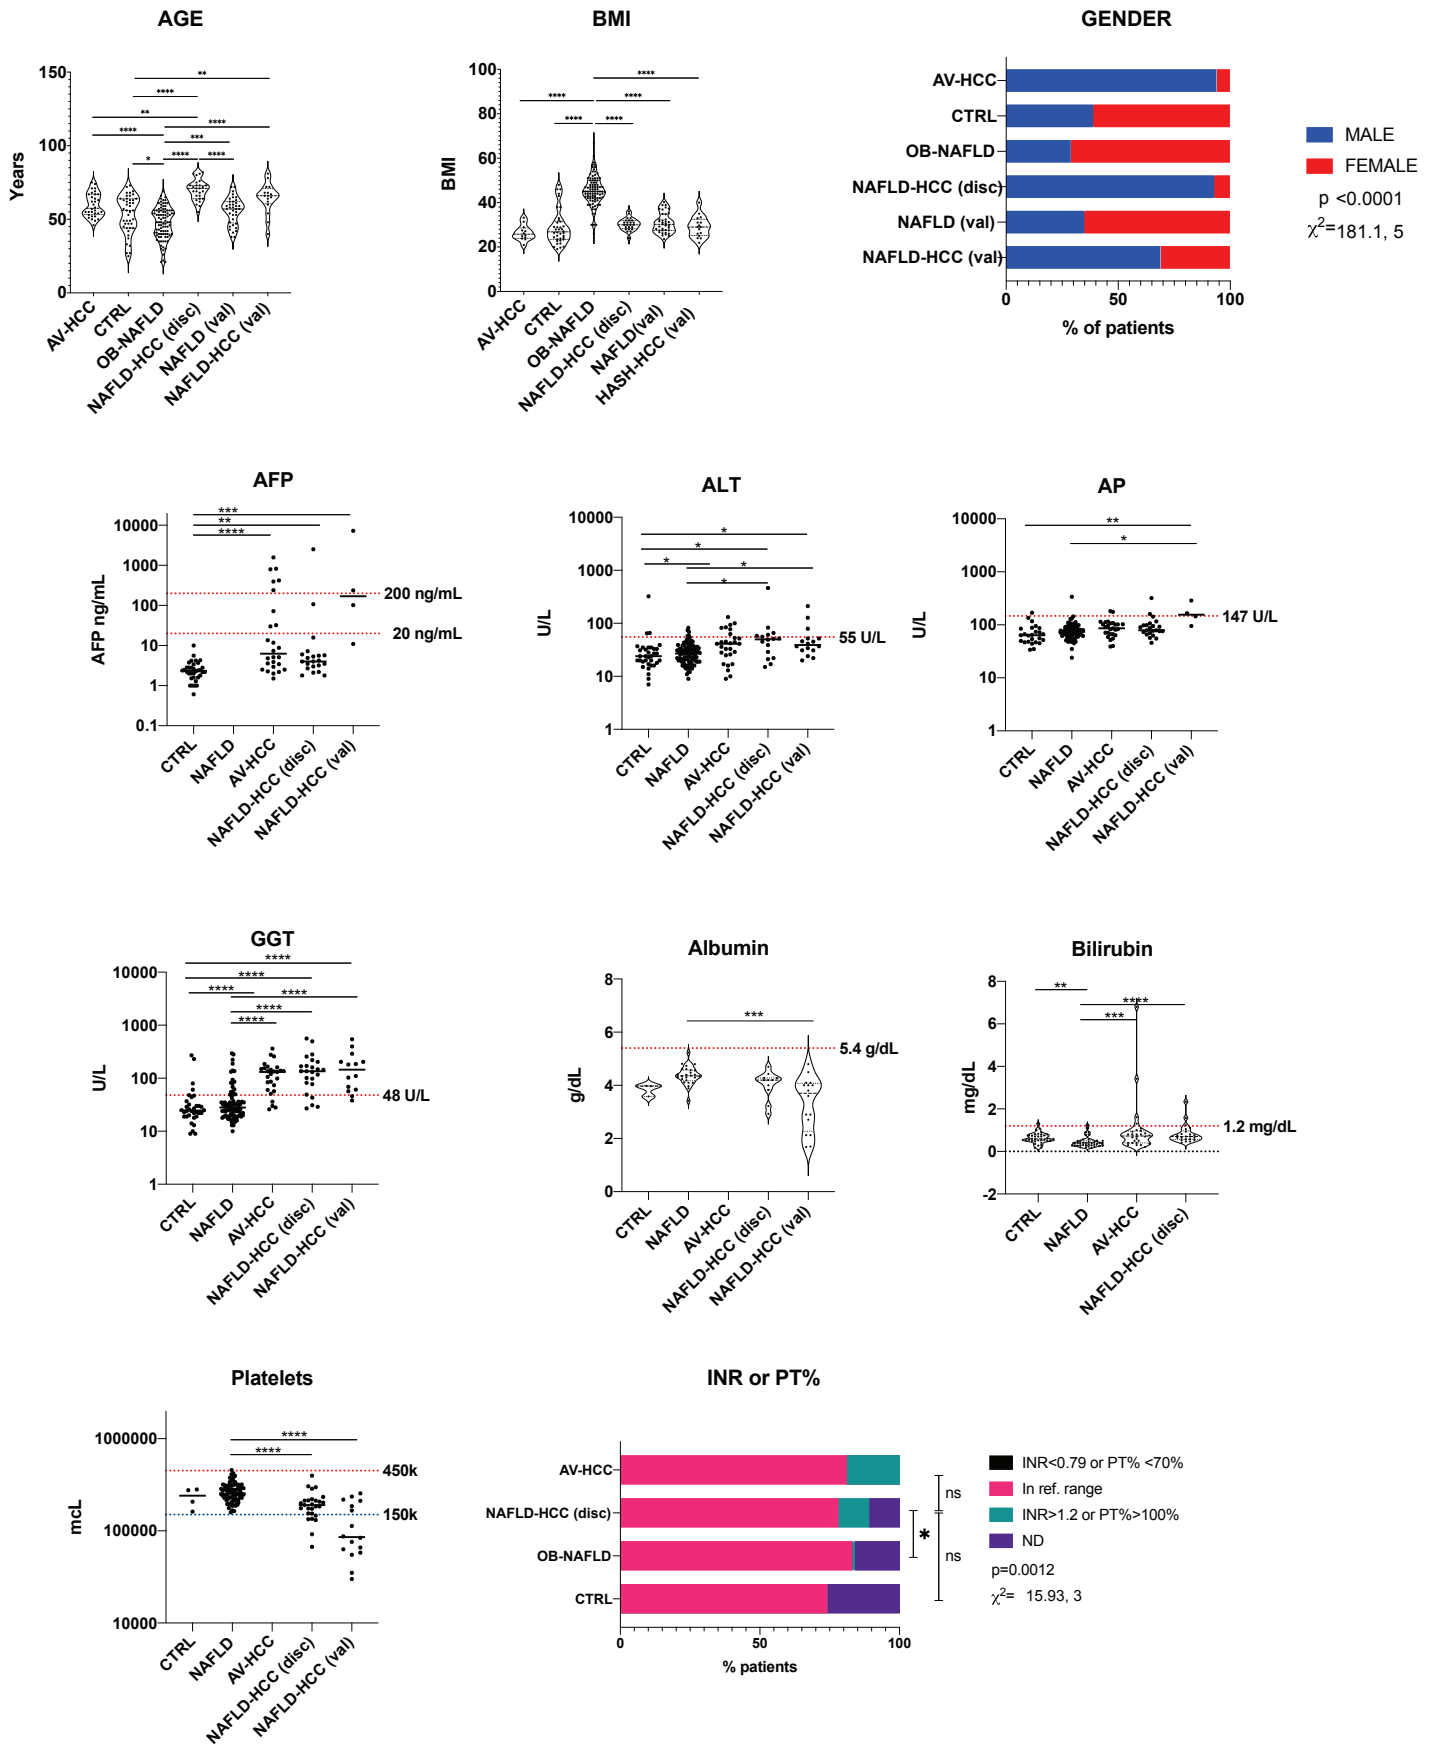 AGE
Years
150
100
50
0
**
****
**
****
****
***
*
****
****
AV-HCC
CTRL
OB-NAFLD
NAFLD-HCC (disc)
NAFLD (val)
NAFLD-HCC (val)
BMI
BMI
100
80
60
40
20
0
****
****
****
****
****
AV-HCC
CTRL
OB-NAFLD
NAFLD-HCC (disc)
NAFLD(val)
HASH-HCC (val)
GENDER
AV-HCC
CTRL
OB-NAFLD
NAFLD-HCC (disc)
NAFLD (val)
NAFLD-HCC (val)
0
50
100
% of patients
MALE
FEMALE
p <0.0001
χ2=181.1, 5
AFP
AFP ng/mL
10000
1000
100
10
1
0.1
***
**
****
200 ng/mL
20 ng/mL
CTRL
NAFLD
AV-HCC
NAFLD-HCC (disc)
NAFLD-HCC (val)
ALT
U/L
10000
1000
100
10
1
*
*
*
*
*
55 U/L
CTRL
NAFLD
AV-HCC
NAFLD-HCC (disc)
NAFLD-HCC (val)
AP
U/L
10000
1000
100
10
1
**
*
147 U/L
CTRL
NAFLD
AV-HCC
NAFLD-HCC (disc)
NAFLD-HCC (val)
GGT
U/L
10000
1000
100
10
1
****
****
****
****
****
****
48 U/L
CTRL
NAFLD
AV-HCC
NAFLD-HCC (disc)
NAFLD-HCC (val)
Albumin
g/dL
8
6
4
2
0
***
5.4 g/dL
CTRL
NAFLD
AV-HCC
NAFLD-HCC (disc)
NAFLD-HCC (val)
Bilirubin
mg/dL
8
6
4
2
0
-2
**
****
***
1.2 mg/dL
CTRL
NAFLD
AV-HCC
NAFLD-HCC (disc)
Platelets
mcL
1000000
100000
10000
****
****
450k
150k
CTRL
NAFLD
AV-HCC
NAFLD-HCC (disc)
NAFLD-HCC (val)
INR or PT%
AV-HCC
NAFLD-HCC (disc)
OB-NAFLD
CTRL
0
50
100
% patients
ns
*
ns
INR<0.79 or PT% <70%
In ref. range
INR>1.2 or PT%>100%
ND
p=0.0012
χ2= 15.93, 3